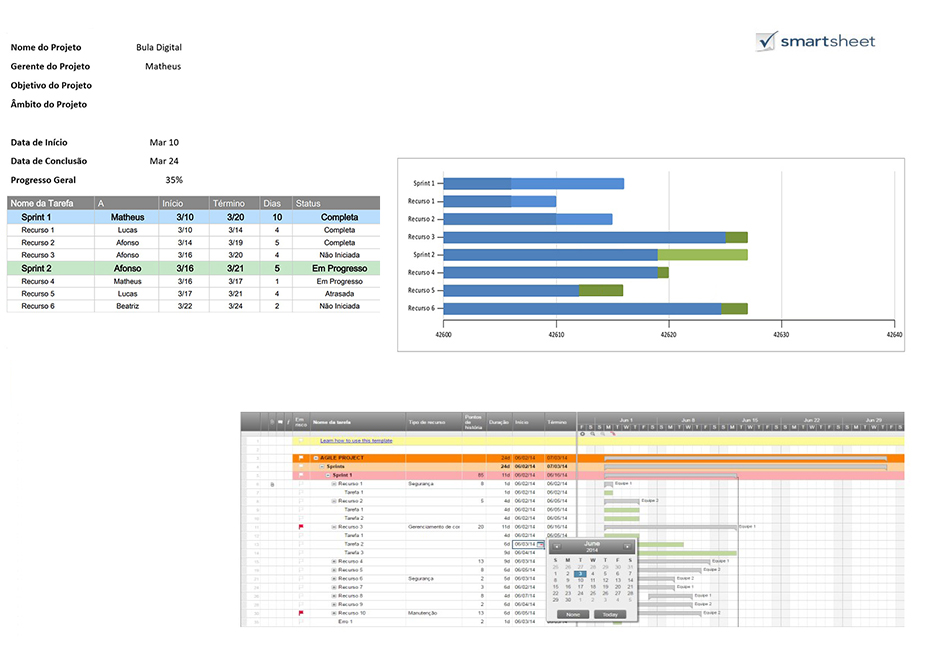 smartsheet
Nome do Projeto Bula Digital
Gerente do Projeto Matheus
Objetivo do Projeto
Âmbito do Projeto
Data de Início Mar 10
Data de Conclusão Mar 24
Progresso Geral 35%
Nome da Tarefa A Início Término Dias Status
Sprint 1 Matheus 3/10 3/20 10 Completa
Recurso 1 Lucas 3/10 3/14 4 Completa
Recurso 2 Afonso 3/14 3/19 5 Completa
Recurso 3 Afonso 3/16 3/20 4 Não Iniciada
Sprint 2 Afonso 3/16 3/21 5 Em Progresso
Recurso 4 Matheus 3/16 3/17 1 Em Progresso
Recurso 5 Lucas 3/17 3/21 4 Atrasada
Recurso 6 Beatriz 3/22 3/24 2 Não Iniciada
Sprint 1
Recurso 1
Recurso 2
Recurso 3
Sprint 2
Recurso 4
Recurso 5
Recurso 6
42600 42610 42620 42630 42640
Em risco Nome da tarefa Tipo de recurso Pontos de história Duração Início Término
Jun 1 Jun 8 Jun 15 Jun 22 Jun 29
Learn how to use this template
AGILE PROJECT 24d 06/02/14 07/03/14
Sprints 24d 06/02/14 07/03/14
Sprint 1 85 11d 06/02/14 06/16/14
Recurso 1 Segurança 8 1d 06/02/14 06/02/14 Equipe 1
Tarefa 1 1d 06/02/14 06/02/14
Recurso 2 5 4d 06/02/14 06/05/14 Equipe 2
Tarefa 1 4d 06/02/14 06/05/14
Tarefa 2 4d 06/02/14 06/05/14
Recurso 3 Gerenciamento de cor 20 11d 06/02/14 06/16/14 Equipe 1
Tarefa 1 4d 06/02/14 06/05/14
Tarefa 2 6d 06/03/14
Tarefa 3 9d 06/04/14
Recurso 4 13 9d 06/03/14 Equipe 1
Recurso 5 8 8d 06/03/14 Equipe 2
Recurso 6 Segurança 2 5d 06/03/14 Equipe 2
Recurso 7 3 5d 06/03/14 Equipe 1
Recurso 8 8 4d 06/07/14 Equipe 1
Recurso 9 2 6d 06/04/14 Equipe 2
Recurso 10 Manutenção 13 6d 06/05/14 Equipe 2
Erro 1 2 1d 06/05/14 06/05/14
June
2014
S M T W T F S
25 26 27 28 29 30 31
1 2 3 4 5 6 7
8 9 10 11 12 13 14
15 16 17 18 19 20 21
22 23 24 25 26 27 28
29 30 1 2 3 4 5
None Today